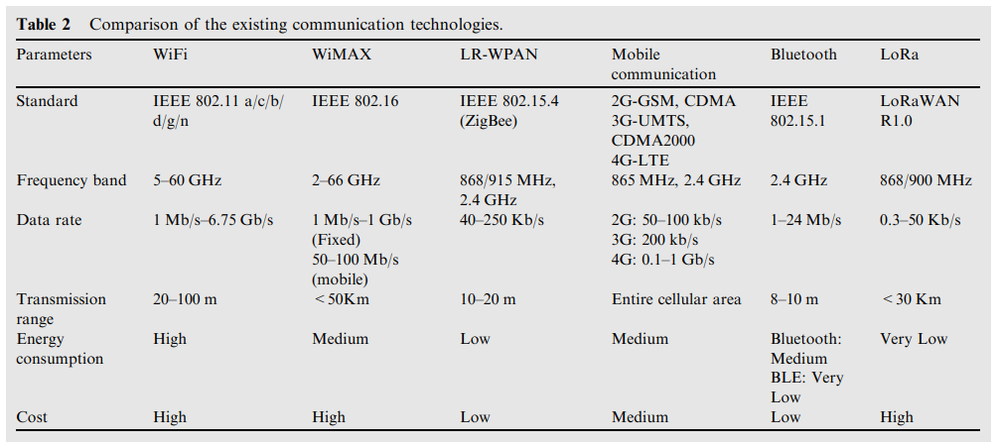 Table 2 Comparison of the existing communication technologies.
Parameters WiFi WiMAX LR-WPAN Mobile communication Bluetooth LoRa
Standard IEEE 802.11 a/c/b/ d/g/n IEEE 802.16 IEEE 802.15.4 (ZigBee) 2G-GSM, CDMA 3G-UMTS, CDMA2000 4G-LTE IEEE 802.15.1 LoRaWAN R1.0
Frequency band 5–60 GHz 2–66 GHz 868/915 MHz, 2.4 GHz 865 MHz, 2.4 GHz 2.4 GHz 868/900 MHz
Data rate 1 Mb/s–6.75 Gb/s 1 Mb/s–1 Gb/s (Fixed) 50–100 Mb/s (mobile) 40–250 Kb/s 2G: 50–100 kb/s 3G: 200 kb/s 4G: 0.1–1 Gb/s 1–24 Mb/s 0.3–50 Kb/s
Transmission range 20–100 m <50Km 10–20 m Entire cellular area 8–10 m <30 Km
Energy consumption High Medium Low Medium Bluetooth: Medium BLE: Very Low Very Low
Cost High High Low Medium Low High